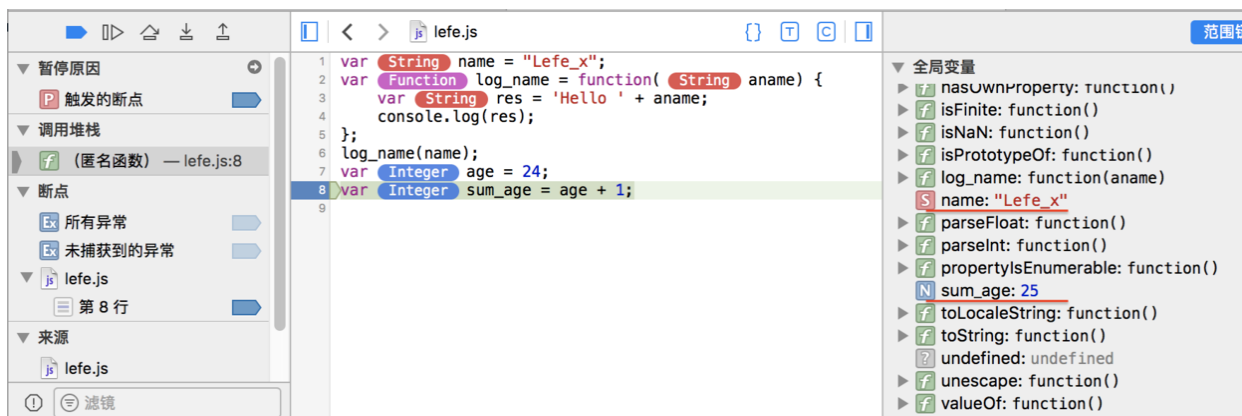 lefe.js
范围
暂停原因
P 触发的断点
调用堆栈
f （匿名函数） — lefe.js:8
断点
Ex 所有异常
Ex 未捕获到的异常
js lefe.js
第 8 行
来源
js lefe.js
滤镜
1 var String name = "Lefe_x";
2 var Function log_name = function( String aname) {
3 var String res = 'Hello ' + aname;
4 console.log(res);
5 };
6 log_name(name);
7 var Integer age = 24;
8 var Integer sum_age = age + 1;
9
全局变量
f hasOwnProperty: function()
f isFinite: function()
f isNaN: function()
f isPrototypeOf: function()
f log_name: function(aname)
S name: "Lefe_x"
f parseFloat: function()
f parseInt: function()
f propertyIsEnumerable: function()
N sum_age: 25
f toLocaleString: function()
f toString: function()
? undefined: undefined
f unescape: function()
f valueOf: function()